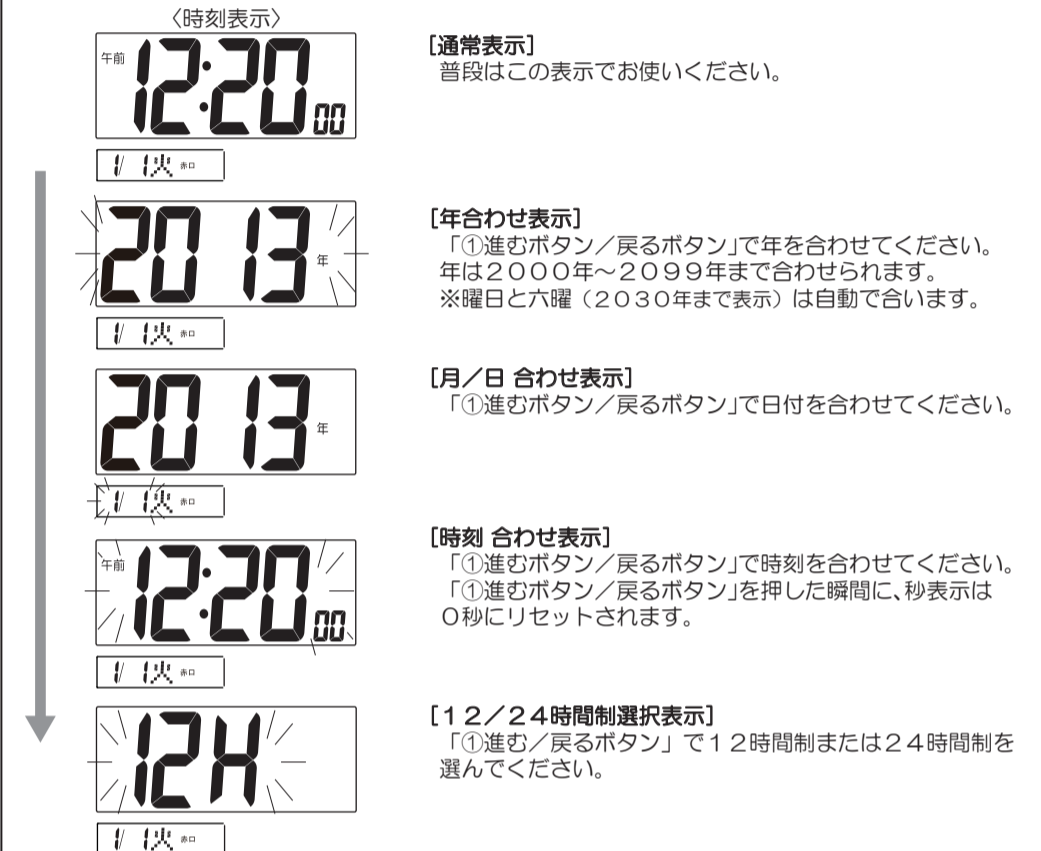 〈時刻表示〉
午前 12:20 00
1/ 1火 赤口
[通常表示]
普段はこの表示でお使いください。
2013年
1/ 1火 赤口
[年合わせ表示]
「①進むボタン／戻るボタン」で年を合わせてください。
年は２０００年～２０９９年まで合わせられます。
※曜日と六曜（２０３０年まで表示）は自動で合います。
2013年
1/ 1火 赤口
[月／日 合わせ表示]
「①進むボタン／戻るボタン」で日付を合わせてください。
午前 12:20 00
1/ 1火 赤口
[時刻 合わせ表示]
「①進むボタン／戻るボタン」で時刻を合わせてください。
「①進むボタン／戻るボタン」を押した瞬間に、秒表示は
０秒にリセットされます。
12H
1/ 1火 赤口
[１２／２４時間制選択表示]
「①進む／戻るボタン」で１２時間制または２４時間制を
選んでください。